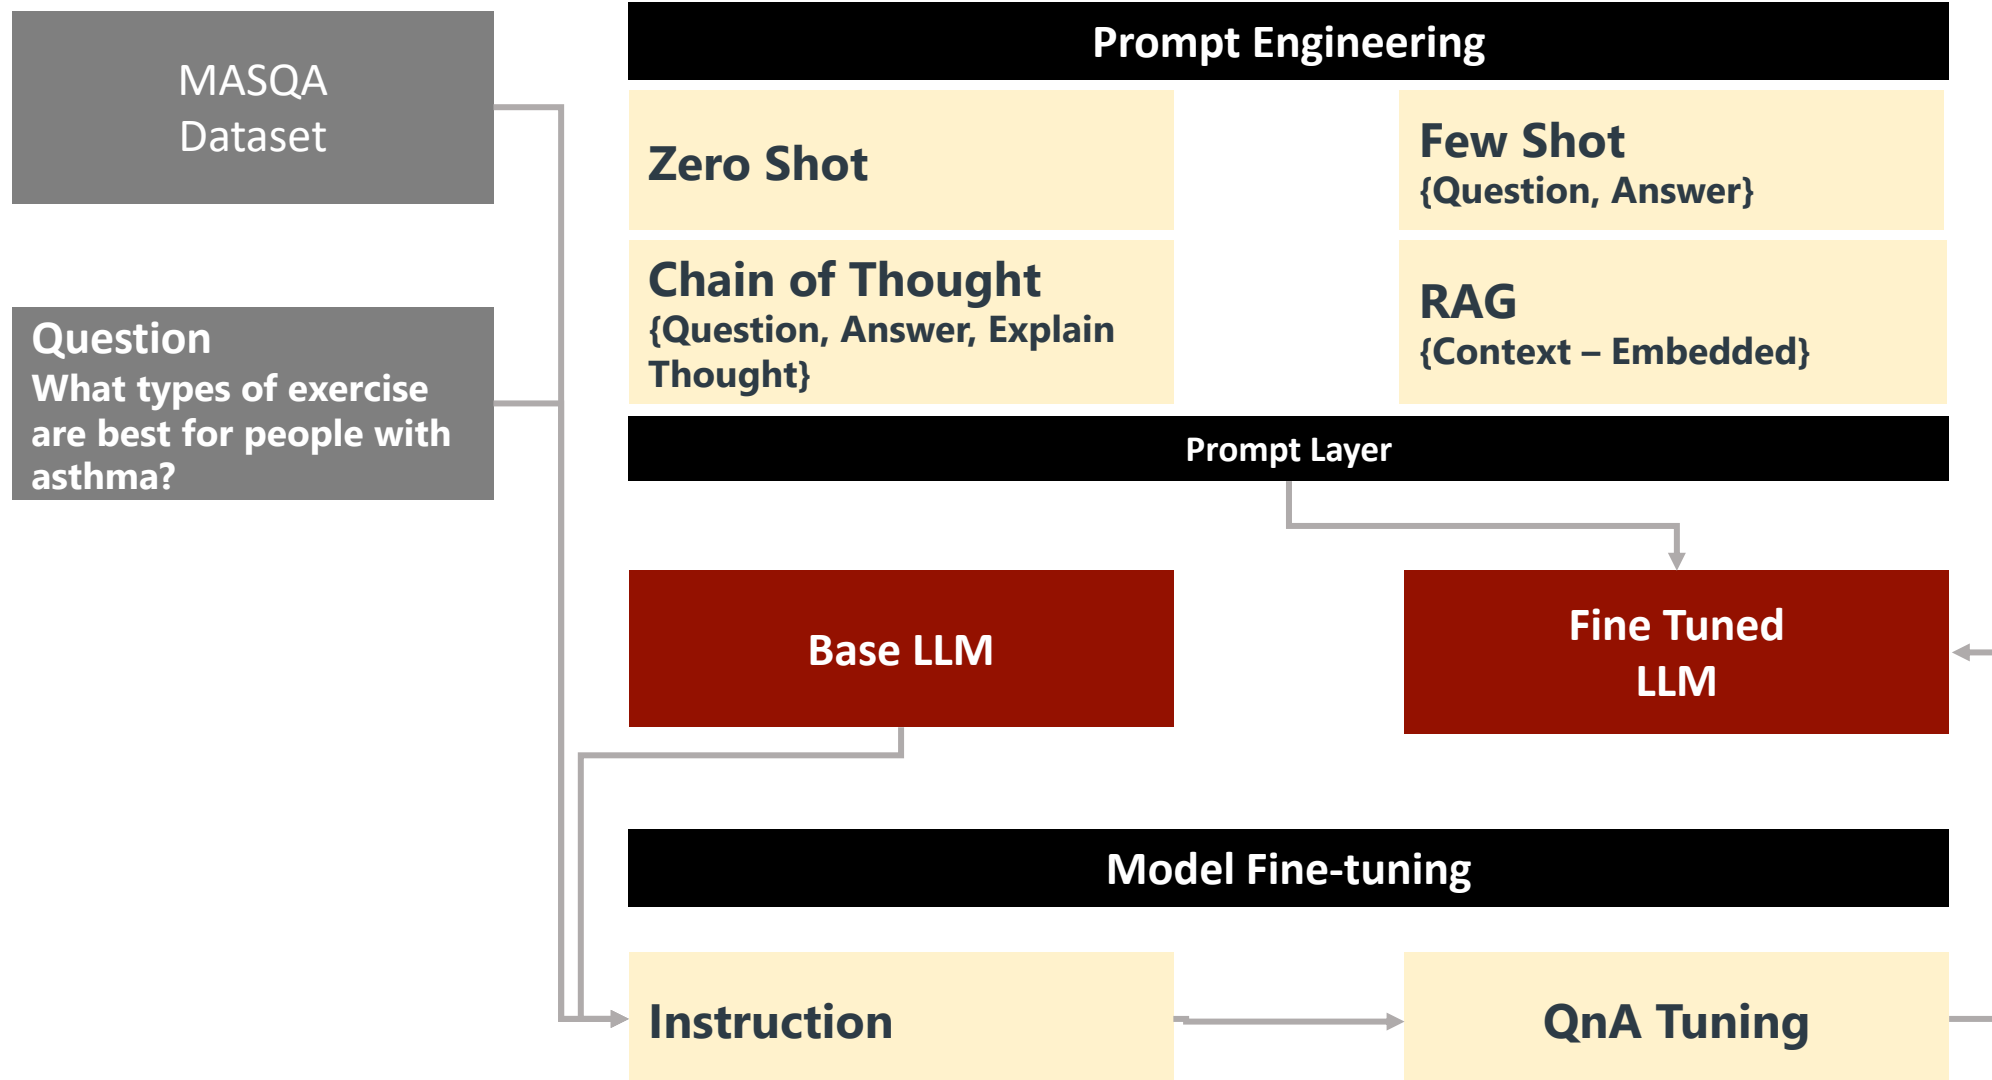 MASQA
Dataset
Question
What types of exercise
are best for people with
asthma?
Prompt Engineering
Zero Shot
Few Shot
{Question, Answer}
Chain of Thought
{Question, Answer, Explain
Thought}
RAG
{Context – Embedded}
Prompt Layer
Base LLM
Fine Tuned
LLM
Model Fine-tuning
Instruction
QnA Tuning